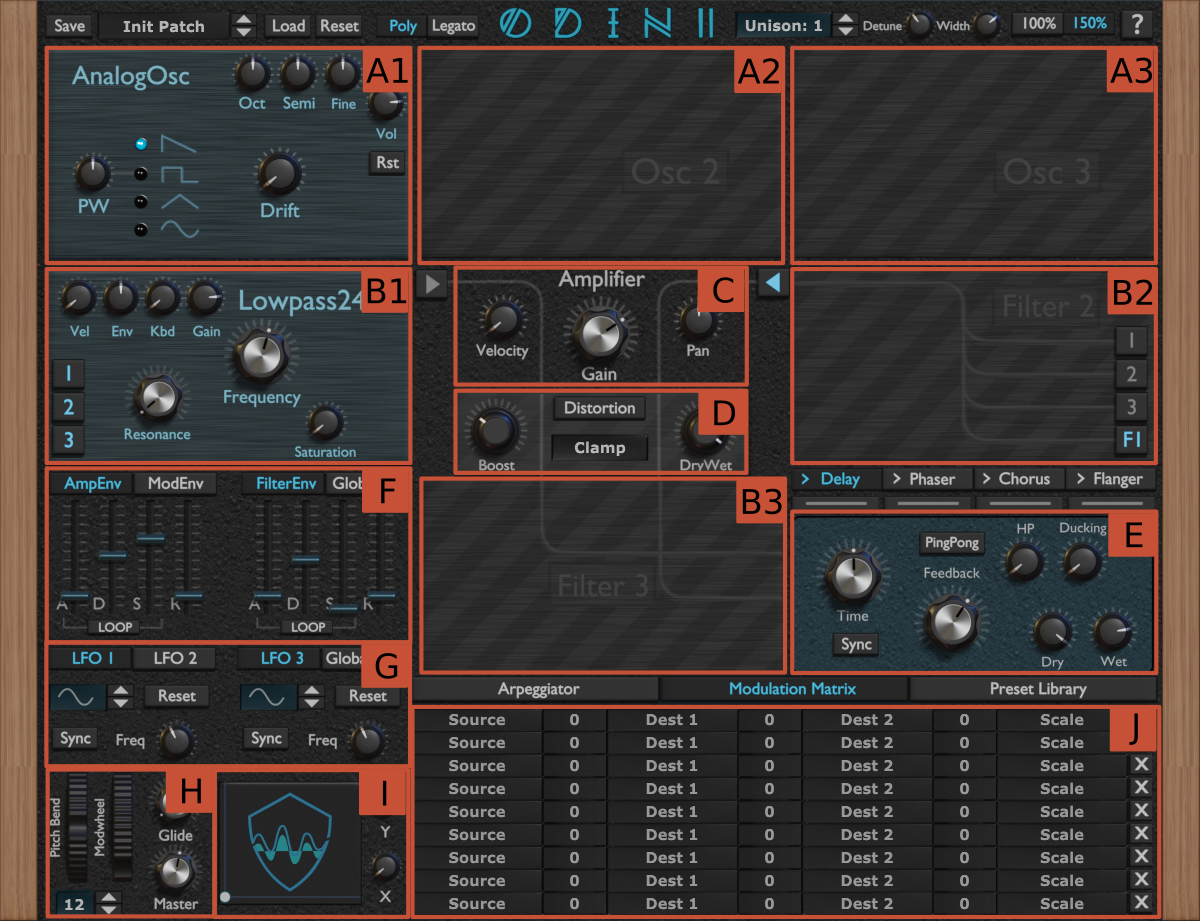 Save Init Patch Load Reset Poly Legato ODIN II Unison: 1 Detune Width 100% 150% ?
AnalogOsc
Oct Semi Fine
A1
Vol
Rst
PW
Drift
A2
Osc 2
A3
Osc 3
B1
Lowpass24
Vel Env Kbd Gain
Frequency
1
2
3
Resonance
Saturation
Amplifier
C
Velocity
Gain
Pan
D
Distortion
Clamp
Boost
DryWet
B2
Filter 2
1
2
3
FI
AmpEnv ModEnv FilterEnv
F
A D S R A D S R
LOOP LOOP
B3
Filter 3
> Delay > Phaser > Chorus > Flanger
E
PingPong
HP Ducking
Feedback
Time
Sync
Dry Wet
LFO 1 LFO 2 LFO 3
G
Reset Reset
Sync Freq Sync Freq
H
Pitch Bend
Modwheel
Glide
Master
12
I
Y
X
Arpeggiator Modulation Matrix Preset Library
J
Source 0 Dest 1 0 Dest 2 0 Scale
Source 0 Dest 1 0 Dest 2 0 Scale
Source 0 Dest 1 0 Dest 2 0 Scale X
Source 0 Dest 1 0 Dest 2 0 Scale X
Source 0 Dest 1 0 Dest 2 0 Scale X
Source 0 Dest 1 0 Dest 2 0 Scale X
Source 0 Dest 1 0 Dest 2 0 Scale X
Source 0 Dest 1 0 Dest 2 0 Scale X
Source 0 Dest 1 0 Dest 2 0 Scale X